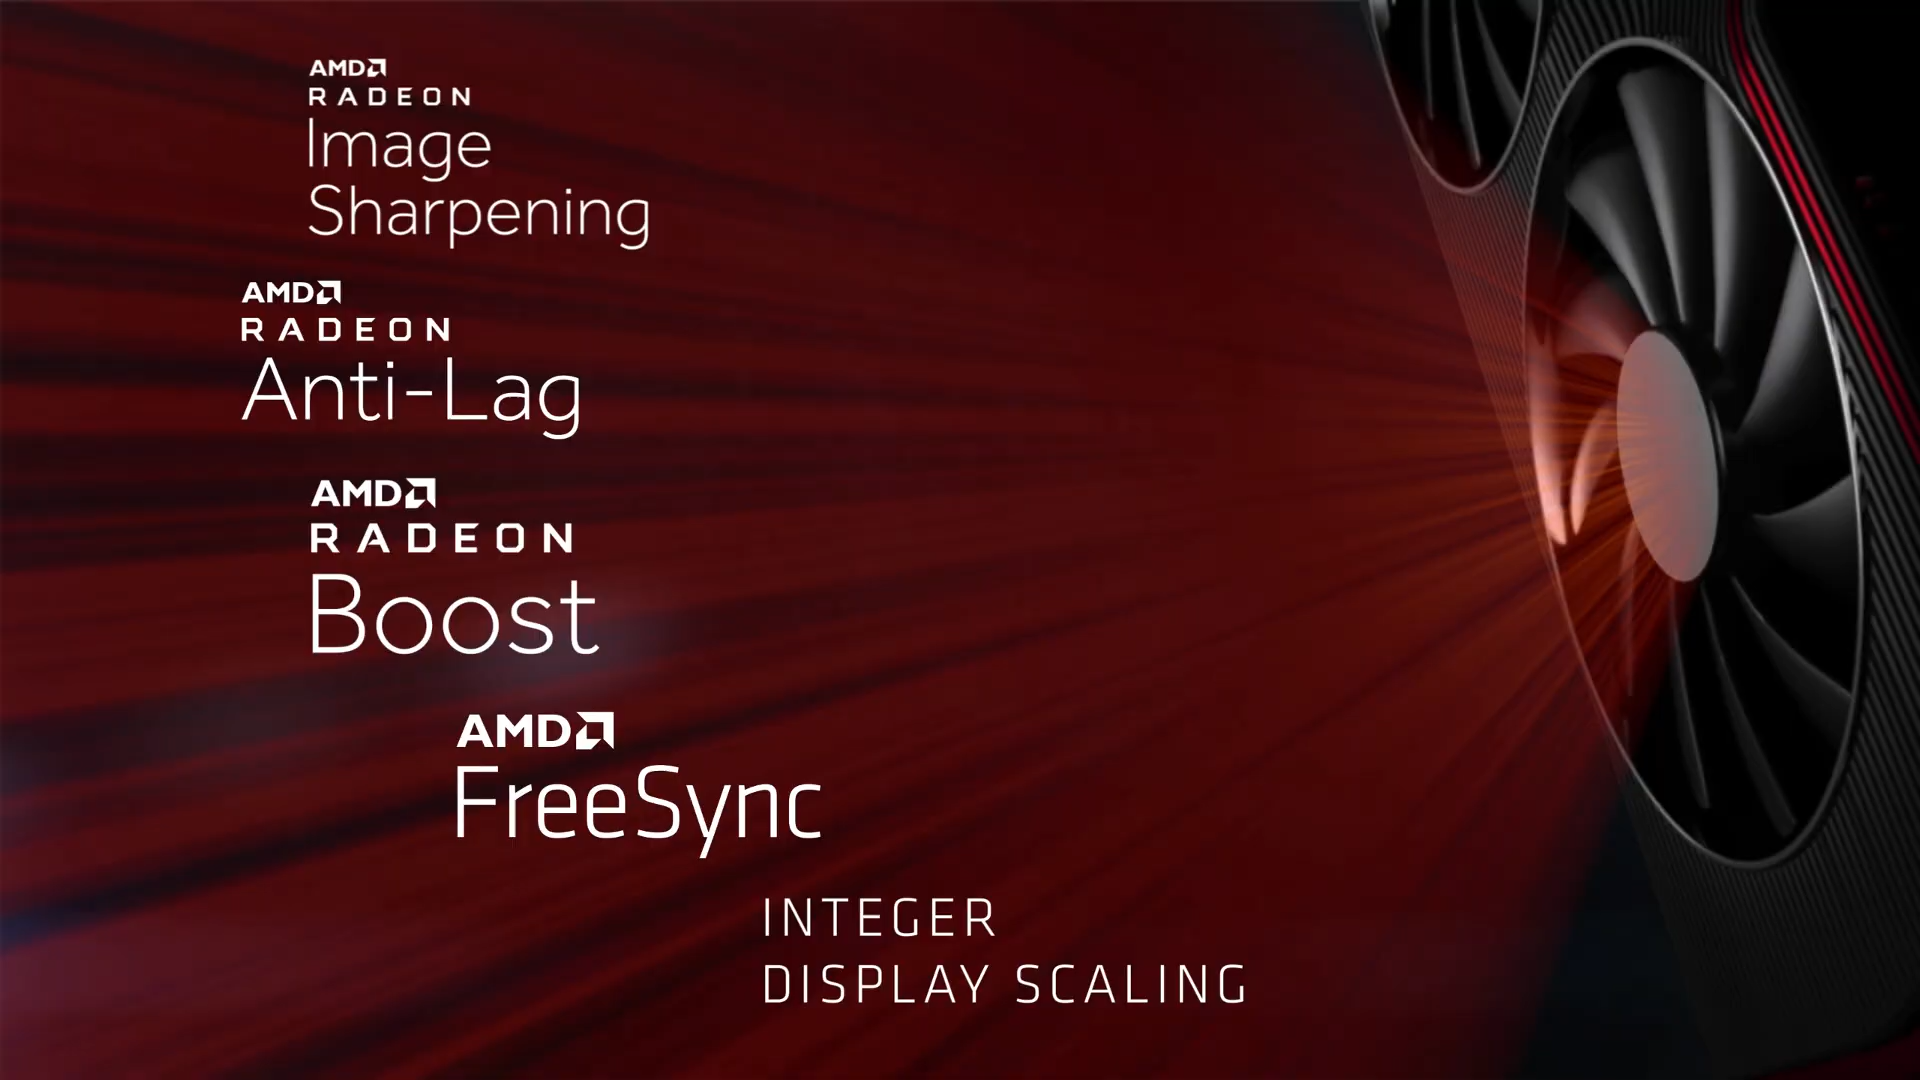 AMD
RADEON
Image
Sharpening
AMD
RADEON
Anti-Lag
AMD
RADEON
Boost
AMD
FreeSync
INTEGER
DISPLAY SCALING